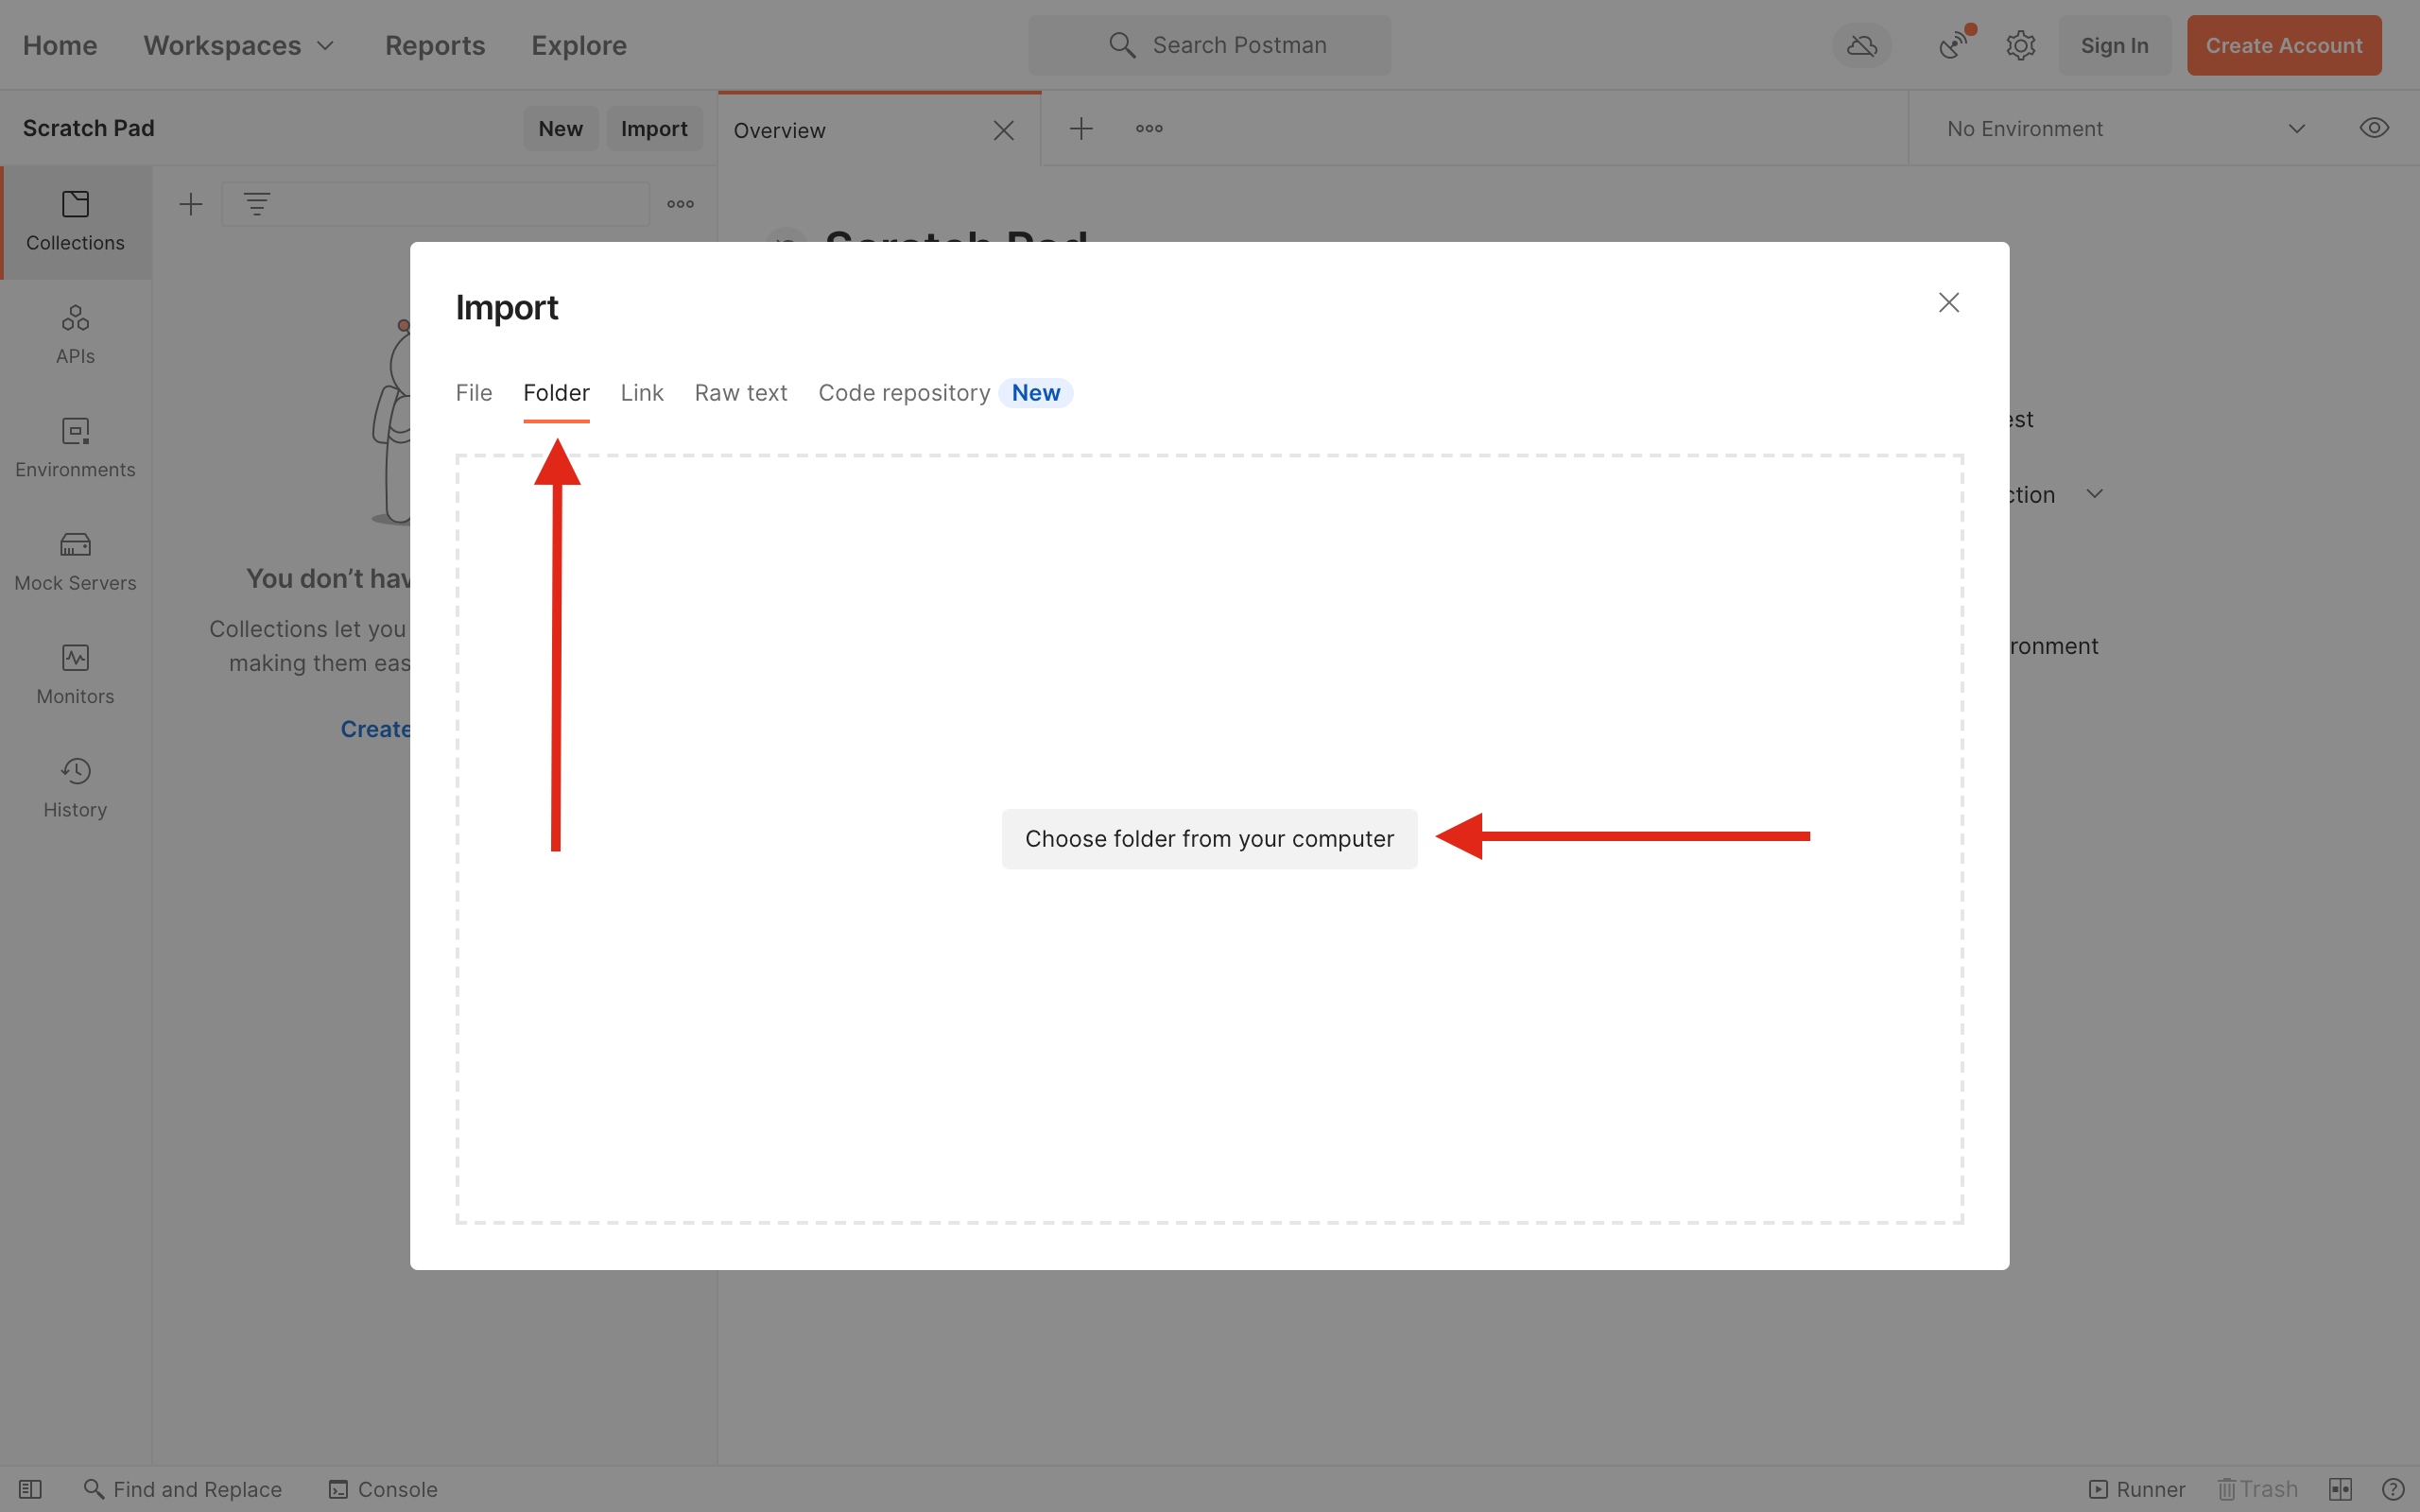 Home Workspaces Reports Explore Search Postman Sign In Create Account
Scratch Pad New Import Overview No Environment
Collections
APIs
Environments
Mock Servers
Monitors
History
You don’t hav
Collections let you
making them eas
Create
Scratch Pad
Import
File Folder Link Raw text Code repository New
Choose folder from your computer
est
ction
ronment
Find and Replace Console Runner Trash